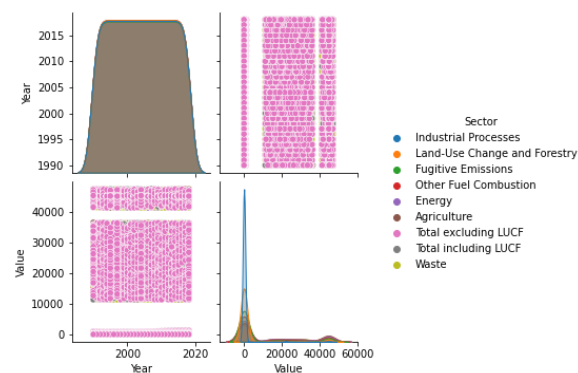 2015
2010
2005
2000
1995
1990
Year
Sector
Industrial Processes
Land-Use Change and Forestry
Fugitive Emissions
Other Fuel Combustion
Energy
Agriculture
Total excluding LUCF
Total including LUCF
Waste
40000
30000
20000
10000
0
Value
2000 2020
Year
0 20000 40000 60000
Value